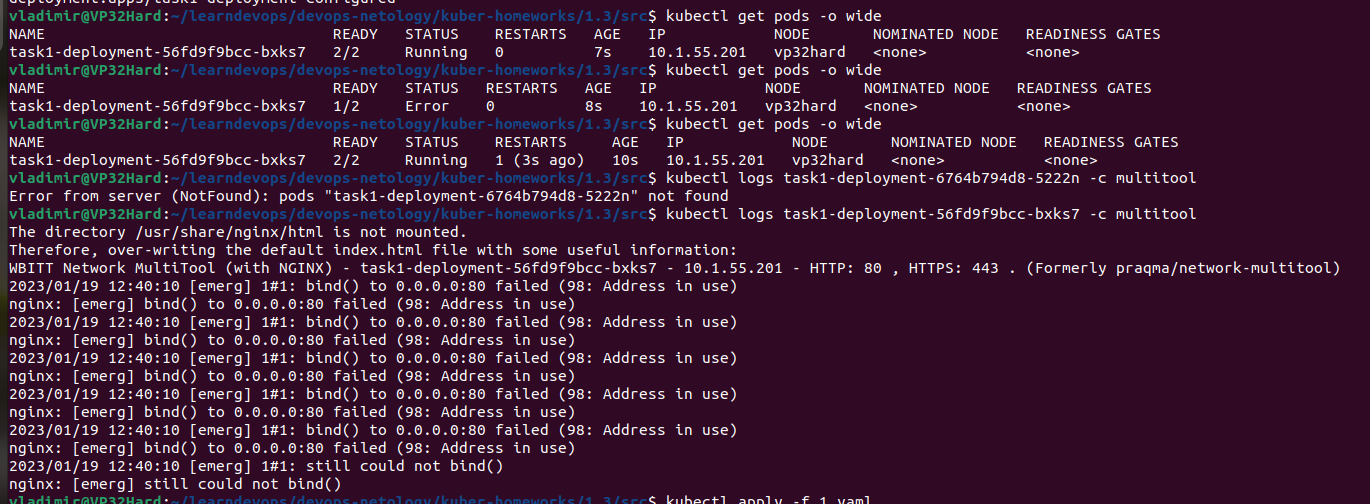 deployment.apps/task1-deployment configured
vladimir@VP32Hard:~/learndevops/devops-netology/kuber-homeworks/1.3/src$ kubectl get pods -o wide
NAME READY STATUS RESTARTS AGE IP NODE NOMINATED NODE READINESS GATES
task1-deployment-56fd9f9bcc-bxks7 2/2 Running 0 7s 10.1.55.201 vp32hard <none> <none>
vladimir@VP32Hard:~/learndevops/devops-netology/kuber-homeworks/1.3/src$ kubectl get pods -o wide
NAME READY STATUS RESTARTS AGE IP NODE NOMINATED NODE READINESS GATES
task1-deployment-56fd9f9bcc-bxks7 1/2 Error 0 8s 10.1.55.201 vp32hard <none> <none>
vladimir@VP32Hard:~/learndevops/devops-netology/kuber-homeworks/1.3/src$ kubectl get pods -o wide
NAME READY STATUS RESTARTS AGE IP NODE NOMINATED NODE READINESS GATES
task1-deployment-56fd9f9bcc-bxks7 2/2 Running 1 (3s ago) 10s 10.1.55.201 vp32hard <none> <none>
vladimir@VP32Hard:~/learndevops/devops-netology/kuber-homeworks/1.3/src$ kubectl logs task1-deployment-6764b794d8-5222n -c multitool
Error from server (NotFound): pods "task1-deployment-6764b794d8-5222n" not found
vladimir@VP32Hard:~/learndevops/devops-netology/kuber-homeworks/1.3/src$ kubectl logs task1-deployment-56fd9f9bcc-bxks7 -c multitool
The directory /usr/share/nginx/html is not mounted.
Therefore, over-writing the default index.html file with some useful information:
WBITT Network MultiTool (with NGINX) - task1-deployment-56fd9f9bcc-bxks7 - 10.1.55.201 - HTTP: 80 , HTTPS: 443 . (Formerly praqma/network-multitool)
2023/01/19 12:40:10 [emerg] 1#1: bind() to 0.0.0.0:80 failed (98: Address in use)
nginx: [emerg] bind() to 0.0.0.0:80 failed (98: Address in use)
2023/01/19 12:40:10 [emerg] 1#1: bind() to 0.0.0.0:80 failed (98: Address in use)
nginx: [emerg] bind() to 0.0.0.0:80 failed (98: Address in use)
2023/01/19 12:40:10 [emerg] 1#1: bind() to 0.0.0.0:80 failed (98: Address in use)
nginx: [emerg] bind() to 0.0.0.0:80 failed (98: Address in use)
2023/01/19 12:40:10 [emerg] 1#1: bind() to 0.0.0.0:80 failed (98: Address in use)
nginx: [emerg] bind() to 0.0.0.0:80 failed (98: Address in use)
2023/01/19 12:40:10 [emerg] 1#1: bind() to 0.0.0.0:80 failed (98: Address in use)
nginx: [emerg] bind() to 0.0.0.0:80 failed (98: Address in use)
2023/01/19 12:40:10 [emerg] 1#1: still could not bind()
nginx: [emerg] still could not bind()
vladimir@VP32Hard:~/learndevops/devops-netology/kuber-homeworks/1.3/src$ kubectl apply -f 1.yaml